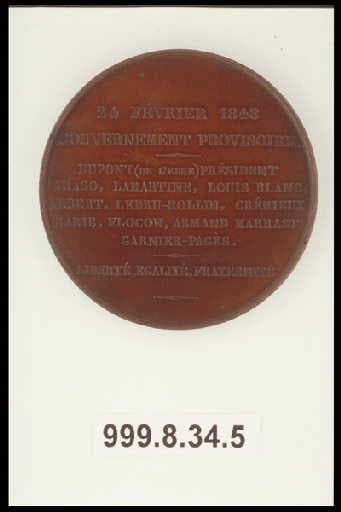 24 FÉVRIER 1848
GOUVERNEMENT PROVISOIRE.
DUPONT (DE L'EURE) PRÉSIDENT
ARAGO, LAMARTINE, LOUIS BLANC
ALBERT, LEDRU-ROLLIN, CRÉMIEUX
MARIE, FLOCON, ARMAND MARRAST
GARNIER-PAGÈS.
LIBERTÉ, EGALITÉ, FRATERNITÉ.
999.8.34.5